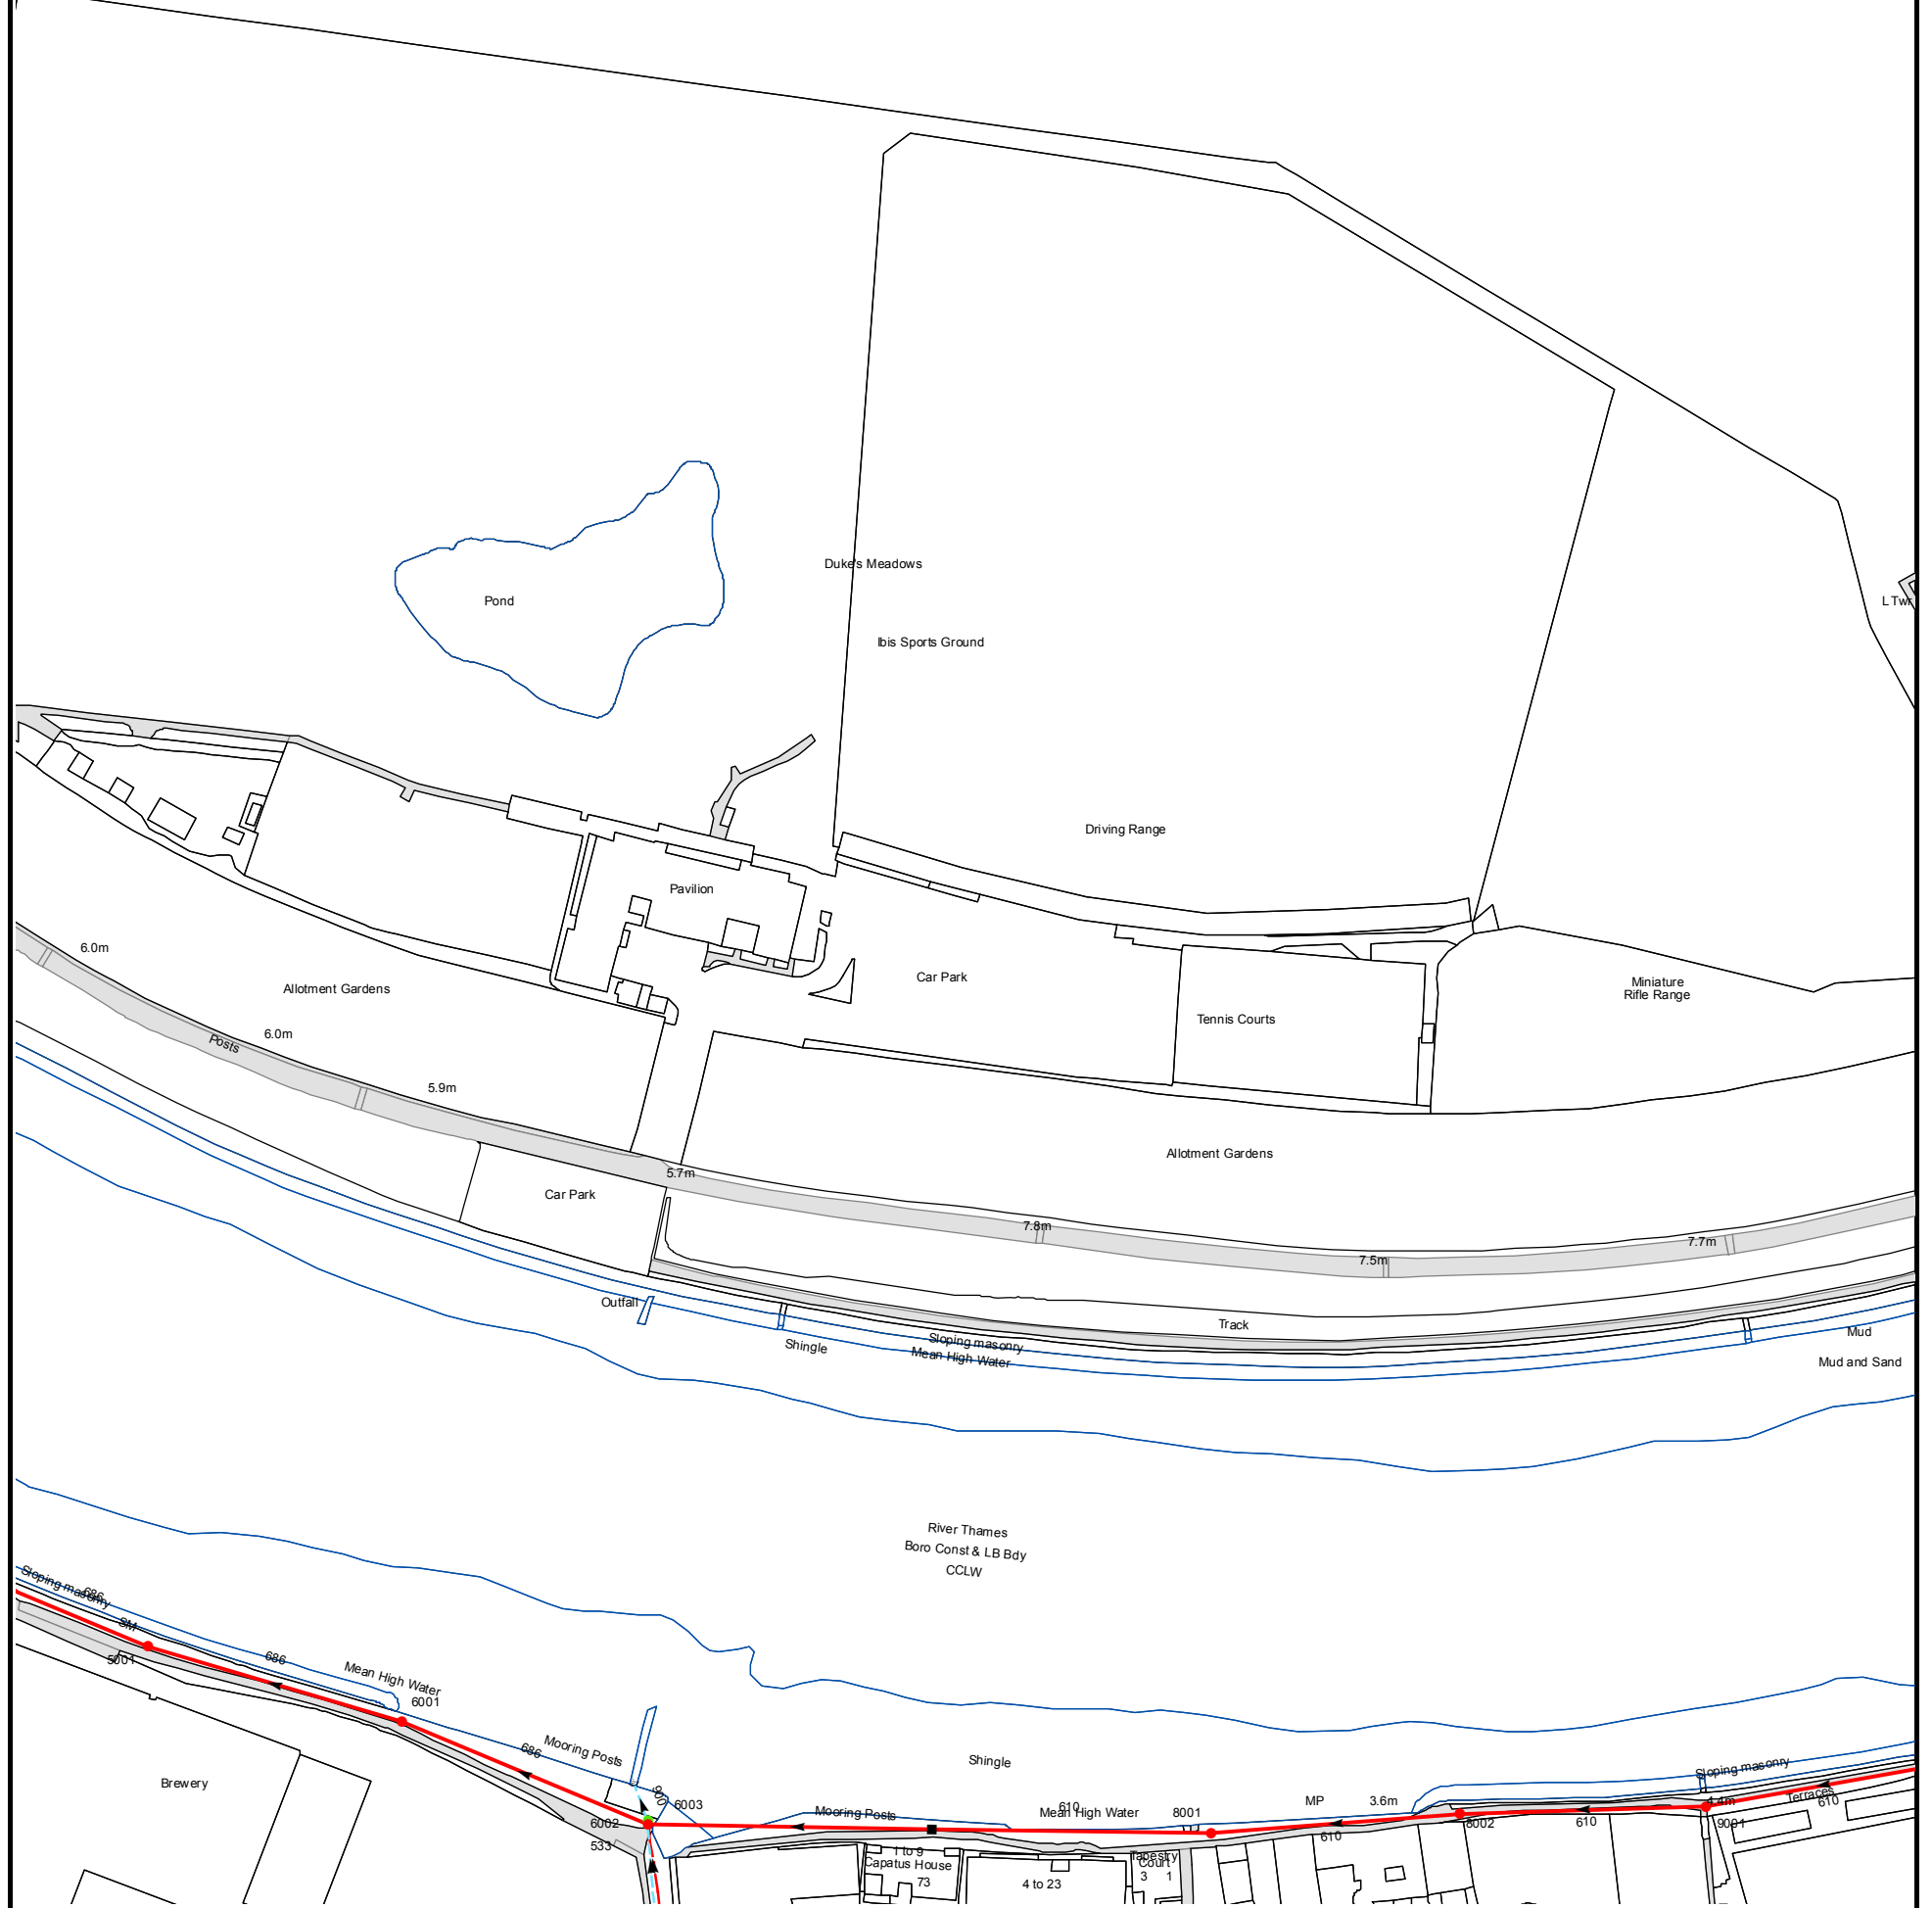 Duke's Meadows
Pond
L Twr
Ibis Sports Ground
Driving Range
Pavilion
6.0m
Car Park
Allotment Gardens
Miniature
Rifle Range
Tennis Courts
6.0m
Posts
5.9m
Allotment Gardens
5.7m
Car Park
7.8m
7.7m
7.5m
Outfall
Track
Shingle
Sloping masonry
Mean High Water
Mud
Mud and Sand
River Thames
Boro Const & LB Bdy
CCLW
Sloping masonry
686
SM
5001
686
Mean High Water
6001
Mooring Posts
686
Brewery
Shingle
Sloping masonry
900
6003
6002
533
Mooring Posts
610
Mean High Water
8001
MP
3.6m
610
8002
610
4.4m
Terraces
610
9001
1 to 9
Capatus House
73
4 to 23
Tapestry
Court
3
1